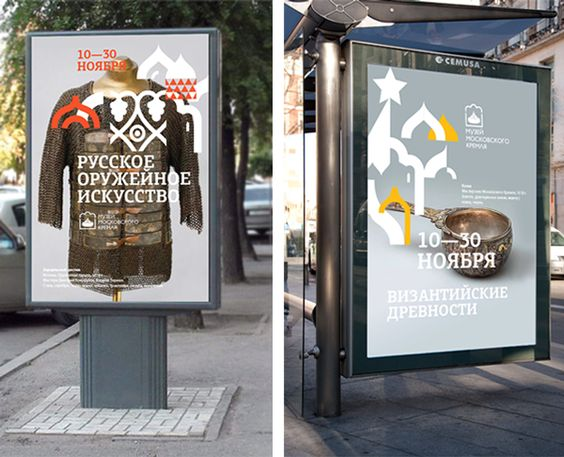 10—30
НОЯБРЯ
РУССКОЕ
ОРУЖЕЙНОЕ
ИСКУССТВО
МУЗЕИ
МОСКОВСКОГО
КРЕМЛЯ
CEMUSA
МУЗЕИ
МОСКОВСКОГО
КРЕМЛЯ
10—30
НОЯБРЯ
ВИЗАНТИЙСКИЕ
ДРЕВНОСТИ